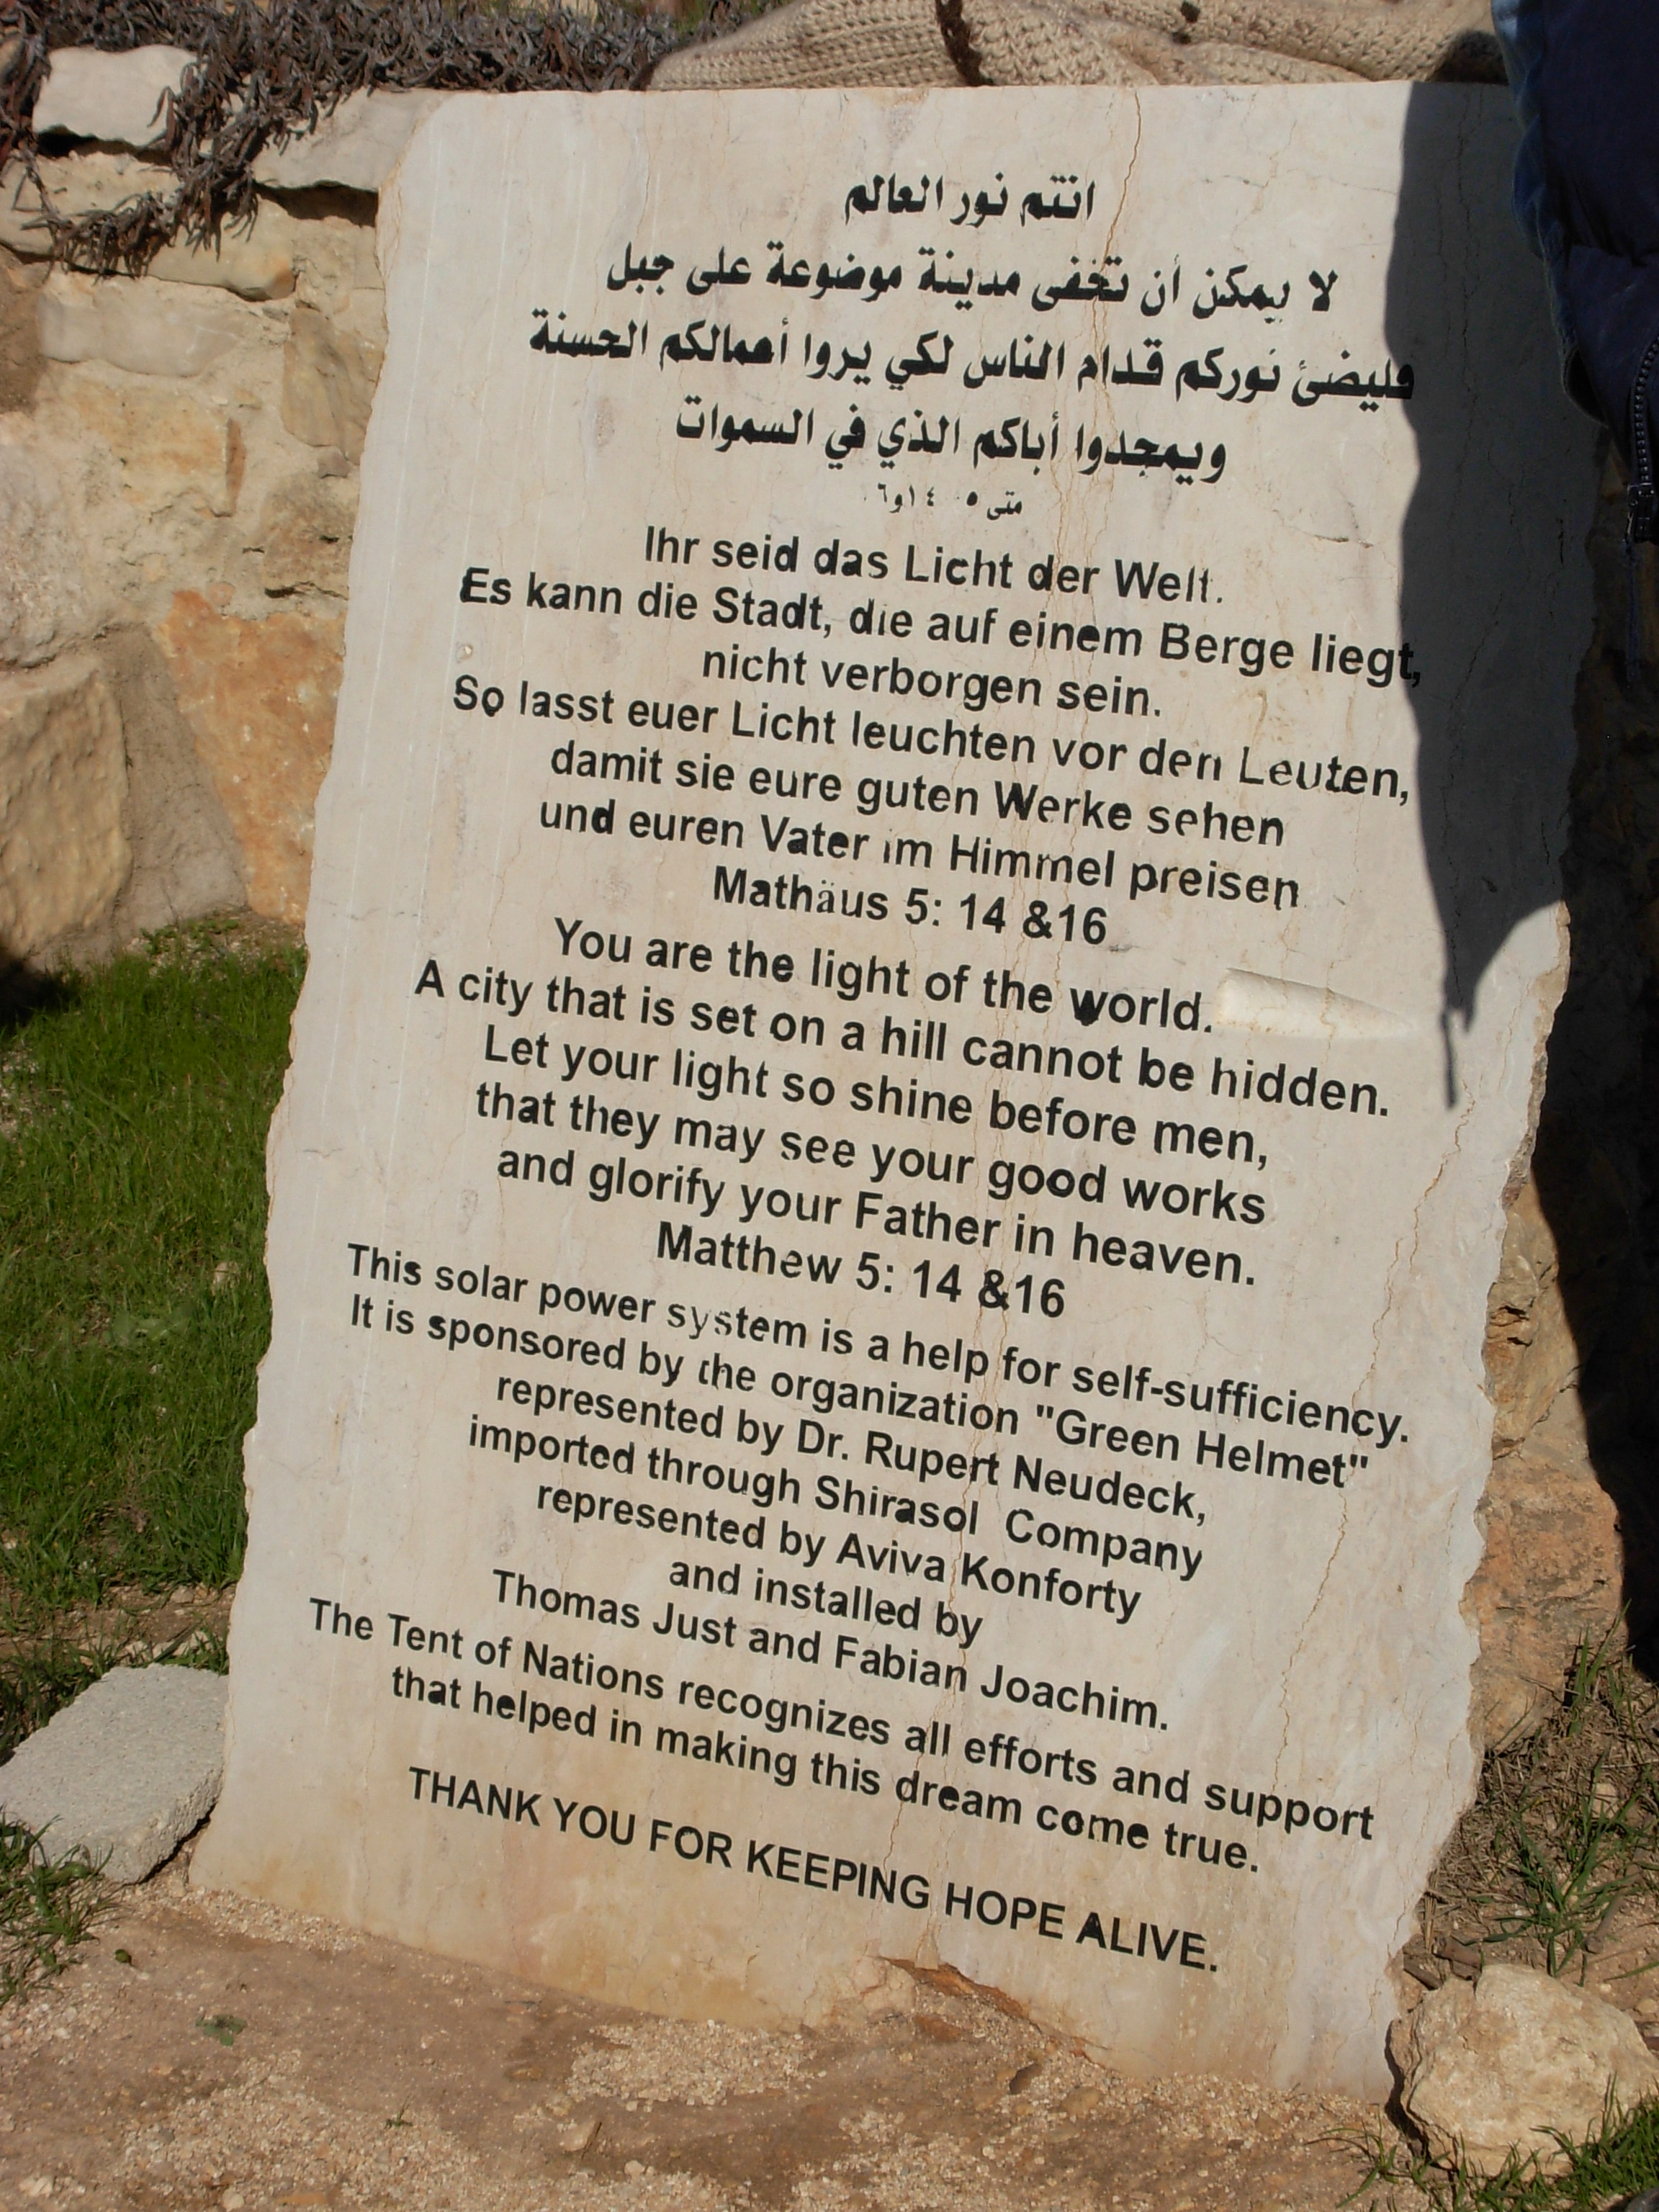 انتم نور العالم
لا يمكن أن تخفى مدينة موضوعة على جبل
فليضئ نوركم قدام الناس لكي يروا أعمالكم الحسنة
ويمجدوا أباكم الذي في السموات
متى ٥
Ihr seid das Licht der Welt.
Es kann die Stadt, die auf einem Berge liegt,
nicht verborgen sein.
So lasst euer Licht leuchten vor den Leuten,
damit sie eure guten Werke sehen
und euren Vater im Himmel preisen
Mathäus 5: 14 &16
You are the light of the world.
A city that is set on a hill cannot be hidden.
Let your light so shine before men,
that they may see your good works
and glorify your Father in heaven.
Matthew 5: 14 &16
This solar power system is a help for self-sufficiency.
It is sponsored by the organization "Green Helmet"
represented by Dr. Rupert Neudeck,
imported through Shirasol Company
represented by Aviva Konforty
and installed by
Thomas Just and Fabian Joachim.
The Tent of Nations recognizes all efforts and support
that helped in making this dream come true.
THANK YOU FOR KEEPING HOPE ALIVE.